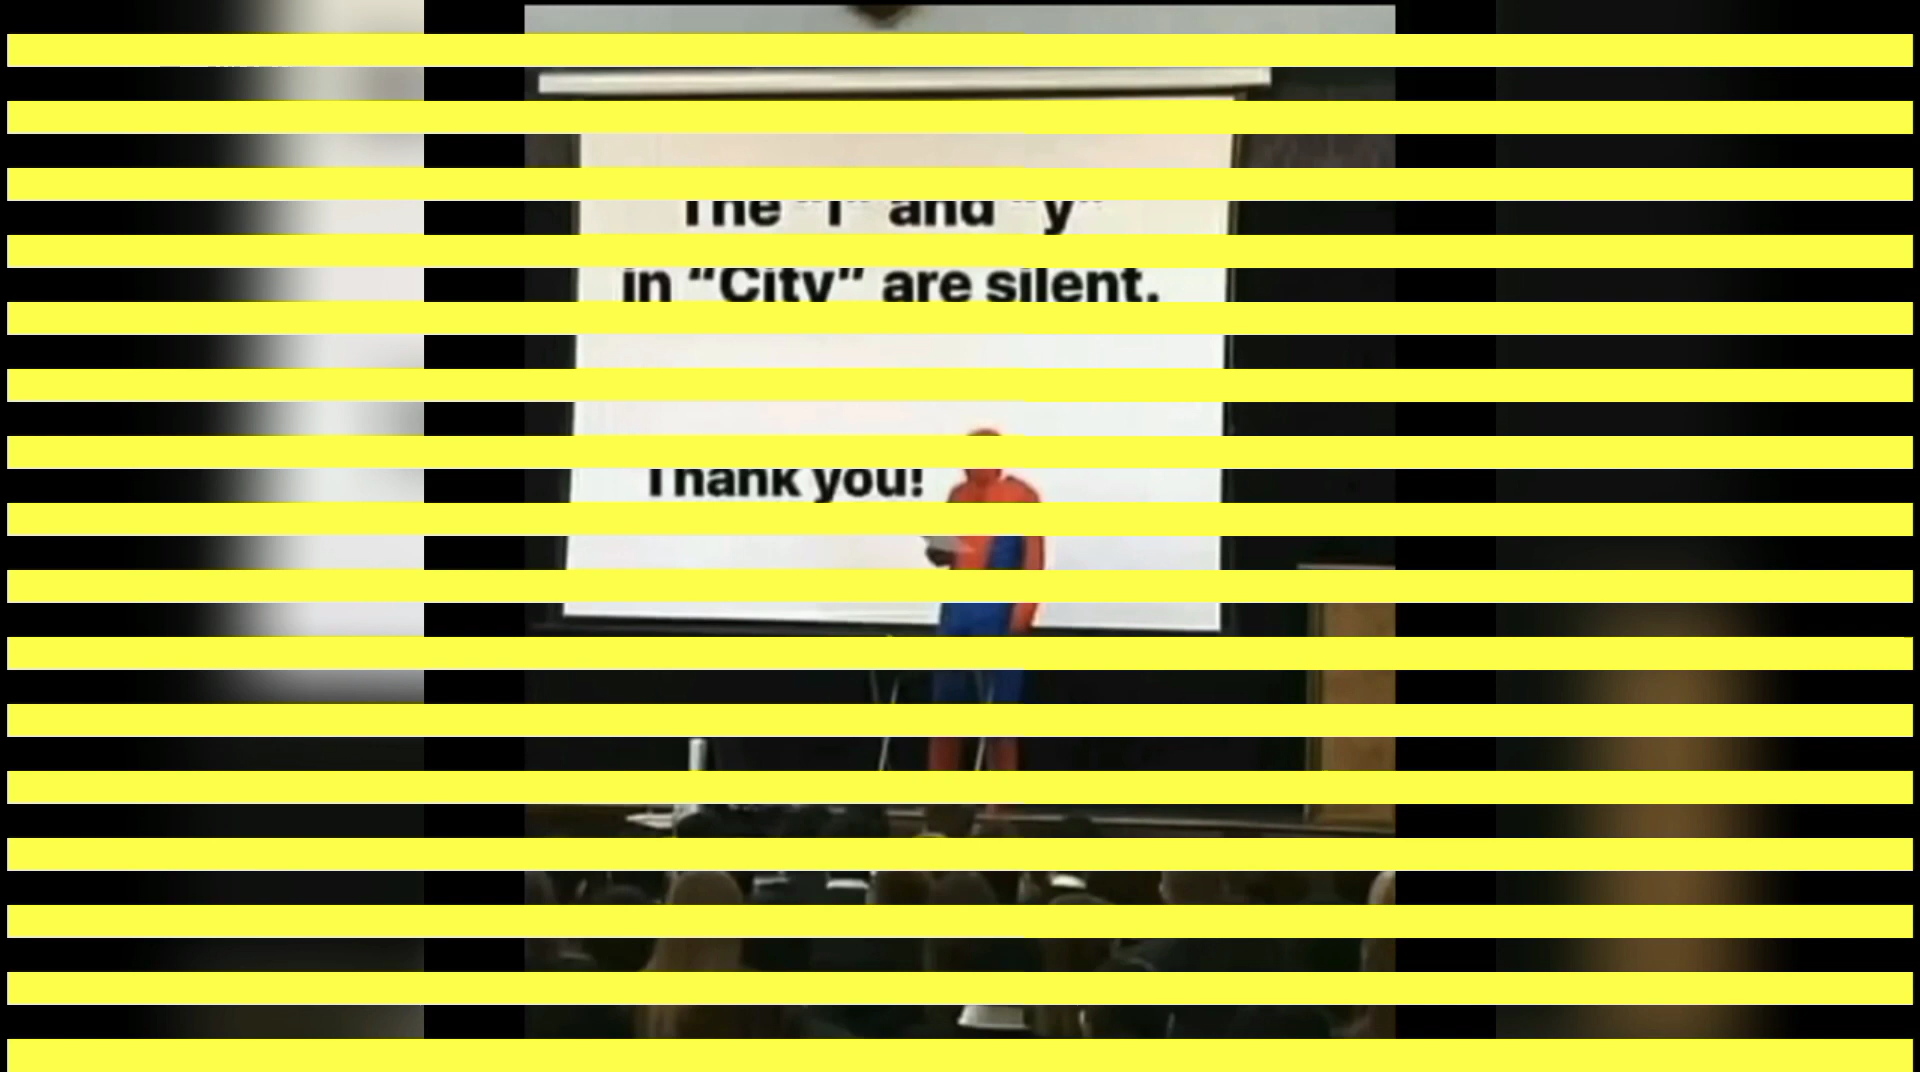 The "i" and "y"
in “City” are silent.
Thank you!